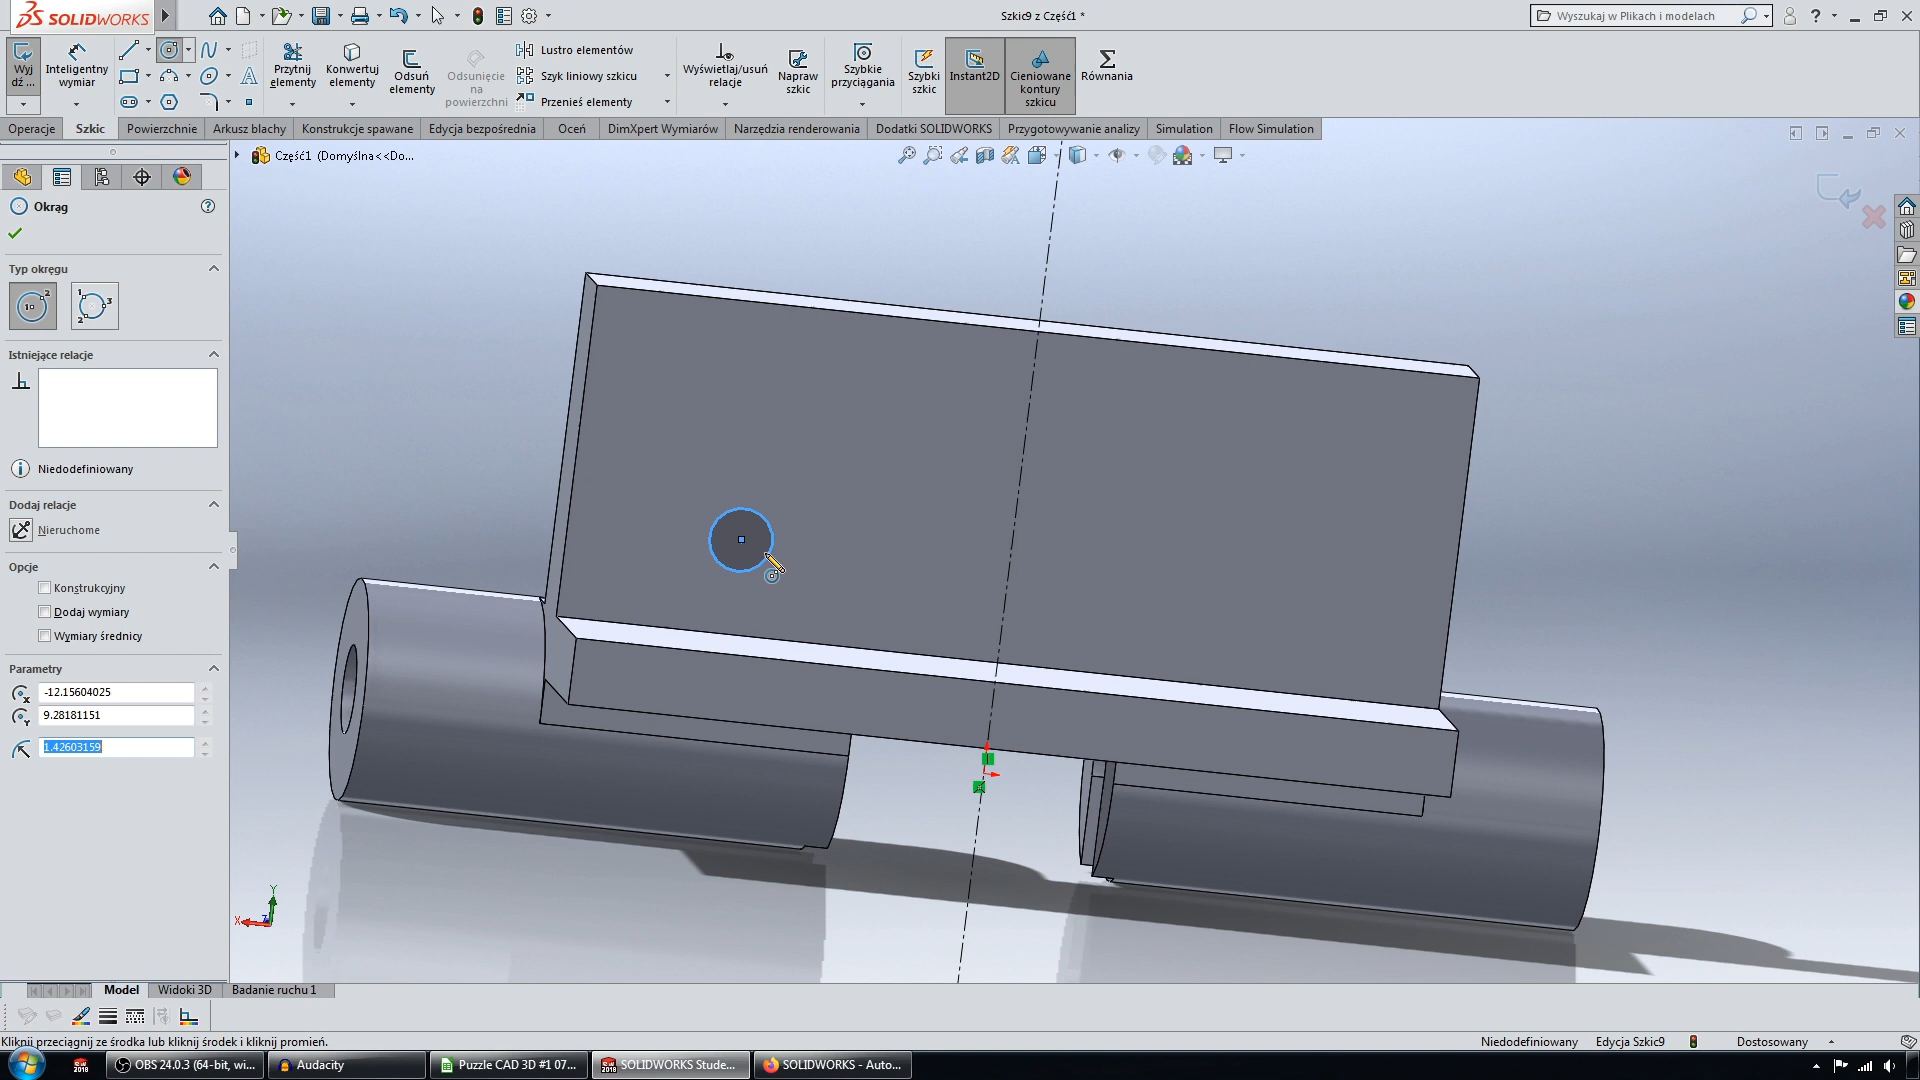 SOLIDWORKS
Szkic9 z Część1 *
Wyszukaj w Plikach i modelach
Wyj dź ...
Inteligentny wymiar
Przytnij elementy
Konwertuj elementy
Odsuń elementy
Odsunięcie na powierzchni
Lustro elementów
Szyk liniowy szkicu
Przenieś elementy
Wyświetlaj/usuń relacje
Napraw szkic
Szybkie przyciągania
Szybki szkic
Instant2D
Cieniowane kontury szkicu
Równania
Operacje
Szkic
Powierzchnie
Arkusz blachy
Konstrukcje spawane
Edycja bezpośrednia
Oceń
DimXpert Wymiarów
Narzędzia renderowania
Dodatki SOLIDWORKS
Przygotowywanie analizy
Simulation
Flow Simulation
Część1 (Domyślna<<Do...
Okrąg
Typ okręgu
Istniejące relacje
Niedodefiniowany
Dodaj relacje
Nieruchome
Opcje
Konstrukcyjny
Dodaj wymiary
Wymiary średnicy
Parametry
-12.15604025
9.28181151
1.42603159
Y
X
Z
Model
Widoki 3D
Badanie ruchu 1
Kliknij przeciągnij ze środka lub kliknij środek i kliknij promień.
Niedodefiniowany
Edycja Szkic9
Dostosowany
OBS 24.0.3 (64-bit, wi...
Audacity
Puzzle CAD 3D #1 07...
SOLIDWORKS Stude...
SOLIDWORKS - Auto...